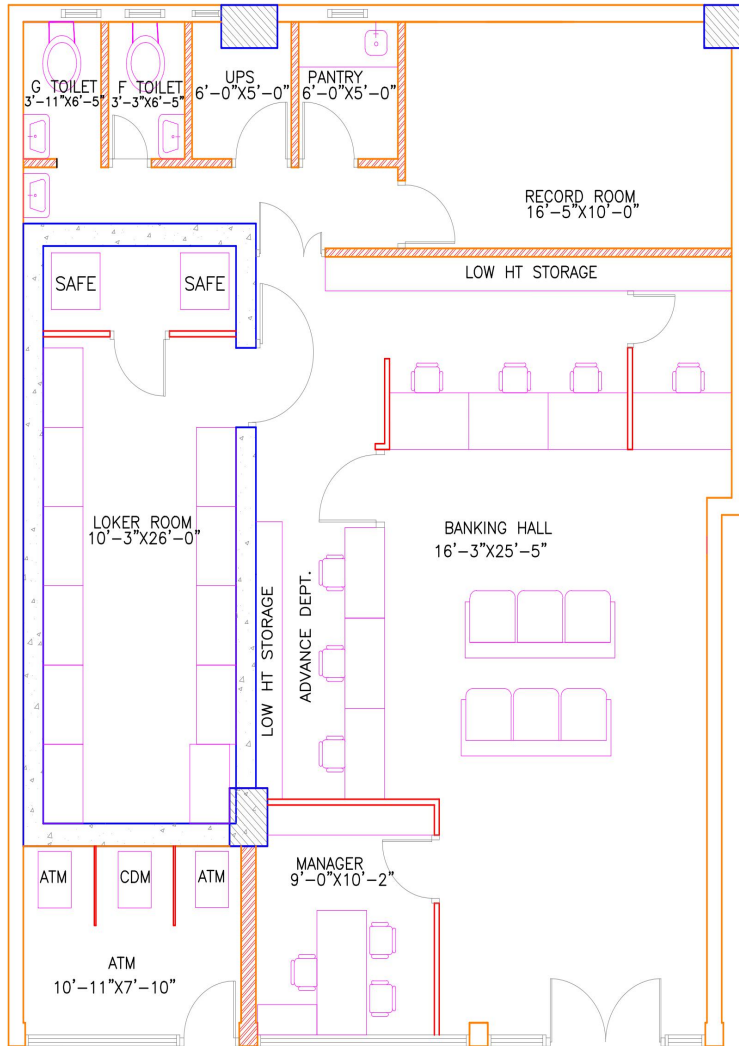 G TOILET
3'-11"X6'-5"
F TOILET
3'-3"X6'-5"
UPS
6'-0"X5'-0"
PANTRY
6'-0"X5'-0"
RECORD ROOM
16'-5"X10'-0"
LOW HT STORAGE
SAFE
SAFE
LOKER ROOM
10'-3"X26'-0"
BANKING HALL
16'-3"X25'-5"
LOW HT STORAGE
ADVANCE DEPT.
MANAGER
9'-0"X10'-2"
ATM
CDM
ATM
ATM
10'-11"X7'-10"